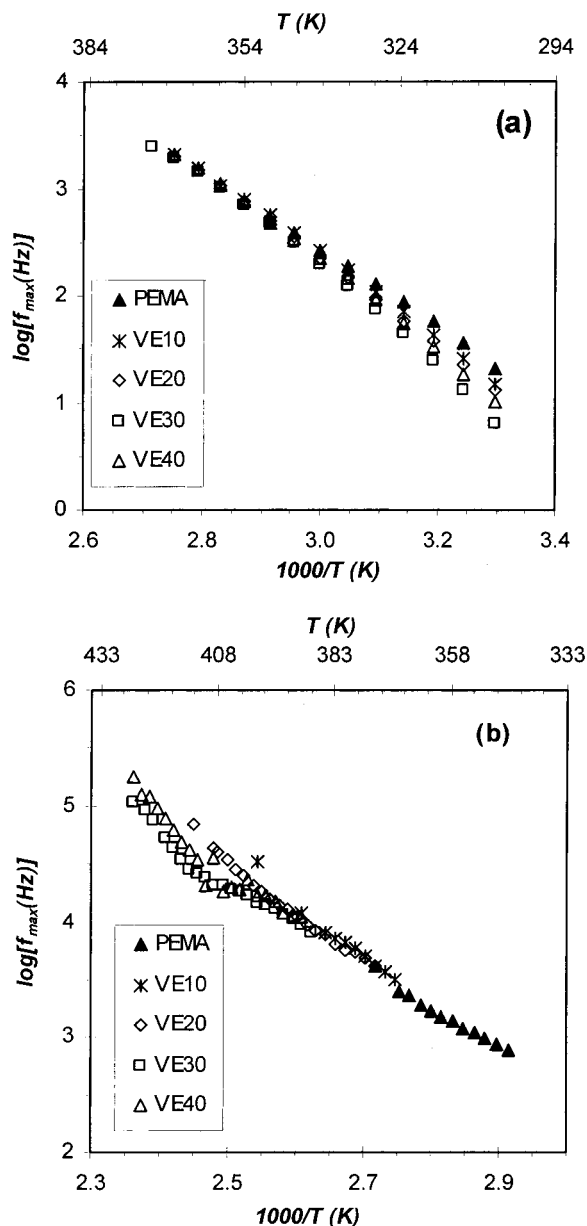 T (K)
384 354 324 294
4
(a)
3
log[f_max(Hz)]
2
PEMA
VE10
VE20
VE30
VE40
1
0
2.6 2.8 3.0 3.2 3.4
1000/T (K)
T (K)
433 408 383 358 333
6
(b)
5
log[f_max(Hz)]
4
PEMA
VE10
VE20
VE30
VE40
3
2
2.3 2.5 2.7 2.9
1000/T (K)